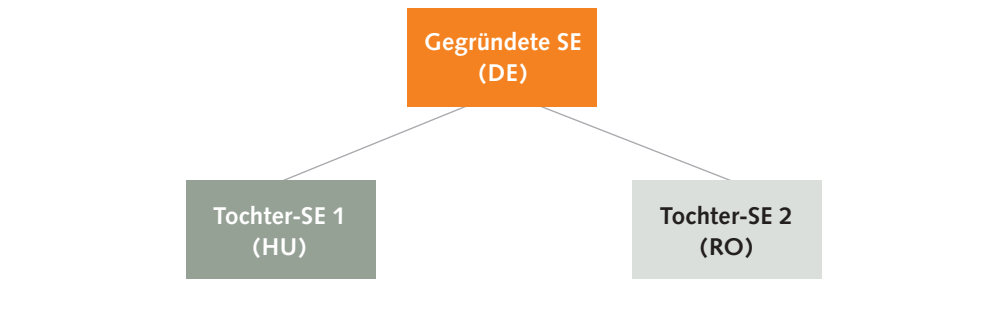 Gegründete SE
(DE)
Tochter-SE 1
(HU)
Tochter-SE 2
(RO)